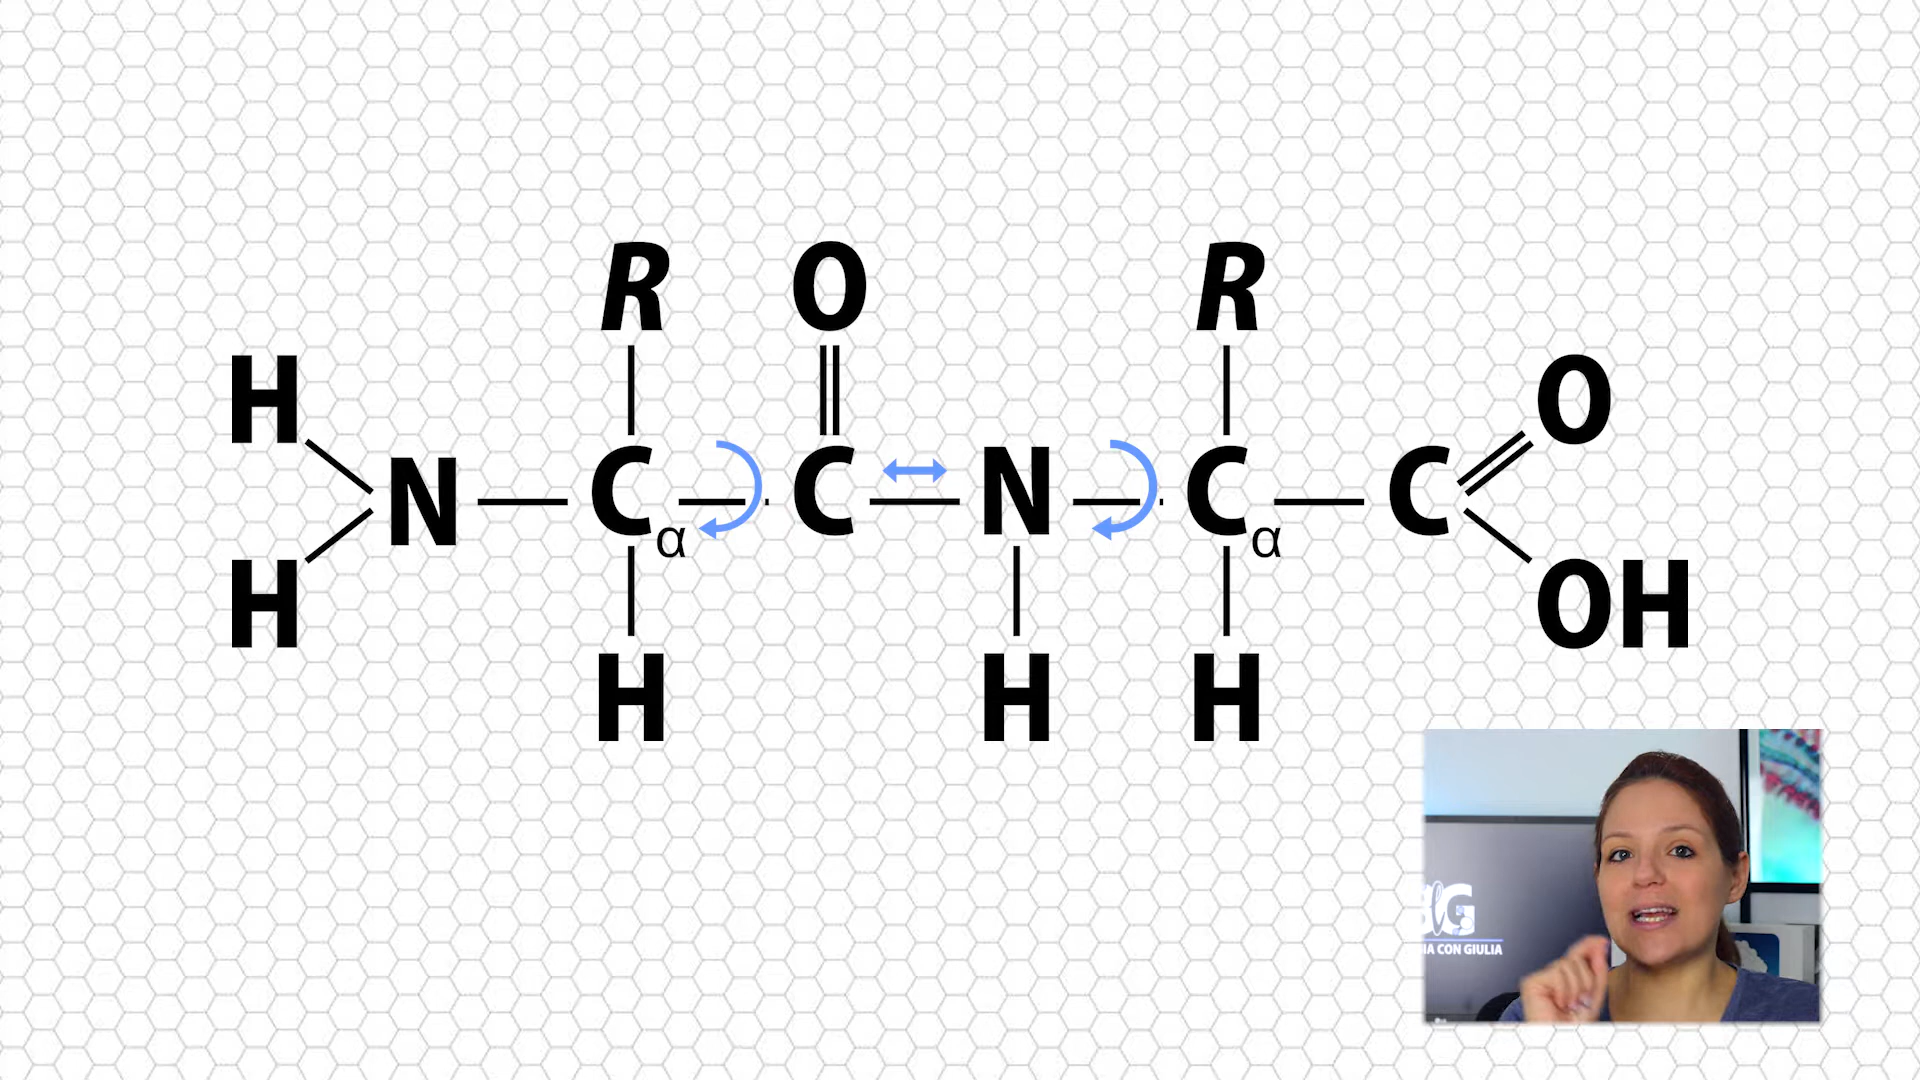 R O R
H O
N C α C N C α C
H OH
H H H
G
IA CON GIULIA